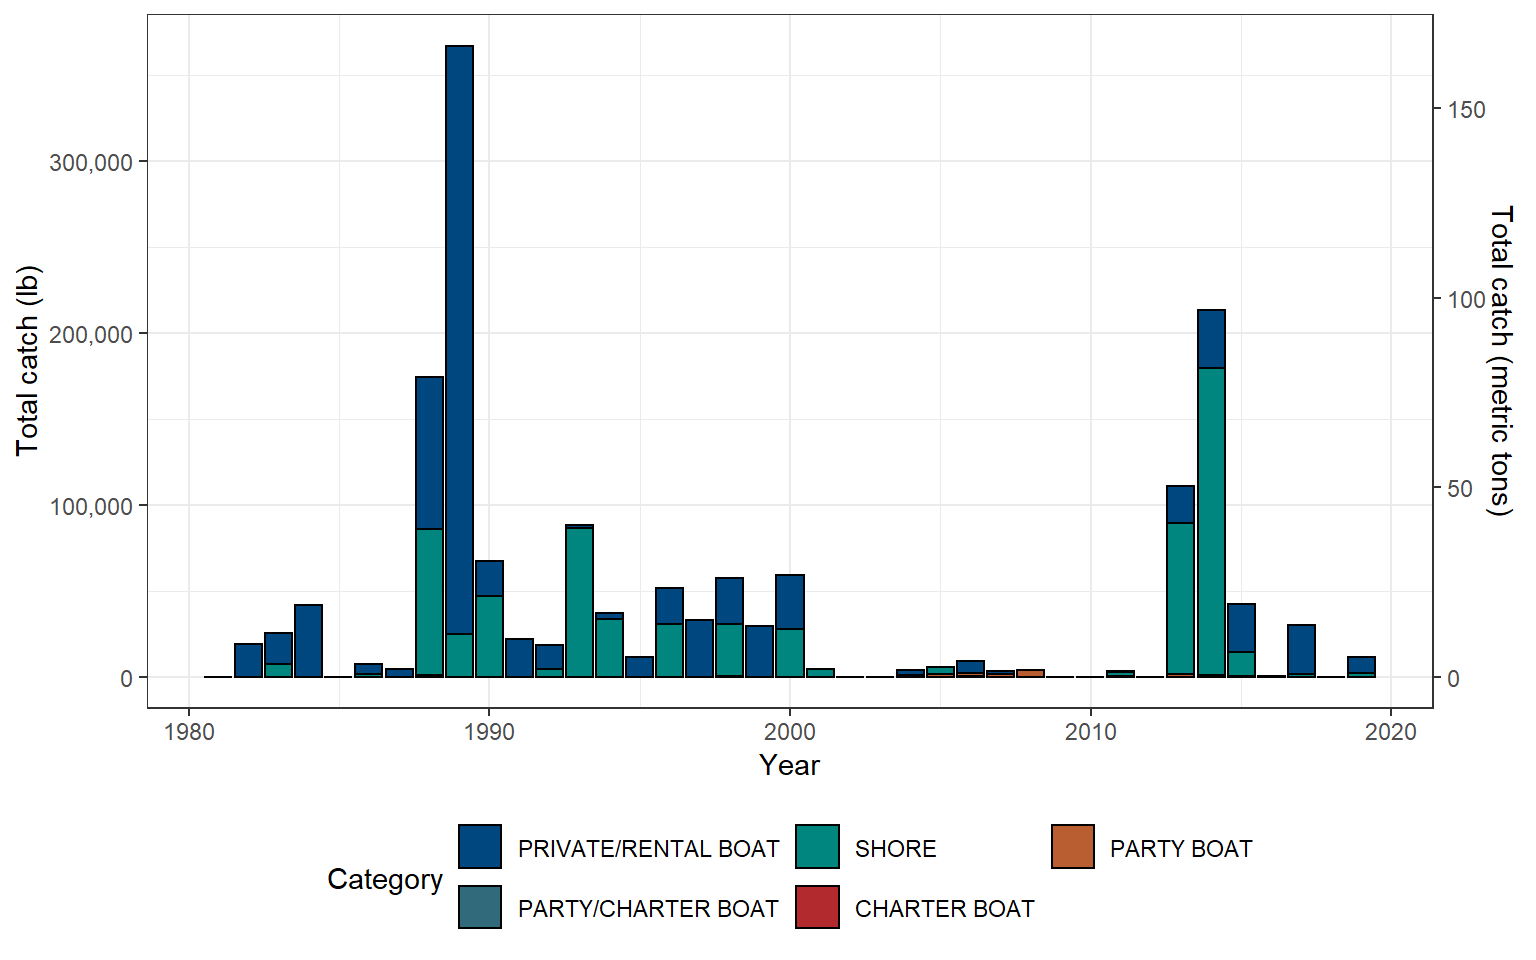 Total catch (lb)
300,000
200,000
100,000
0
150
100
50
0
Total catch (metric tons)
1980 1990 2000 2010 2020
Year
Category
PRIVATE/RENTAL BOAT SHORE PARTY BOAT
PARTY/CHARTER BOAT CHARTER BOAT